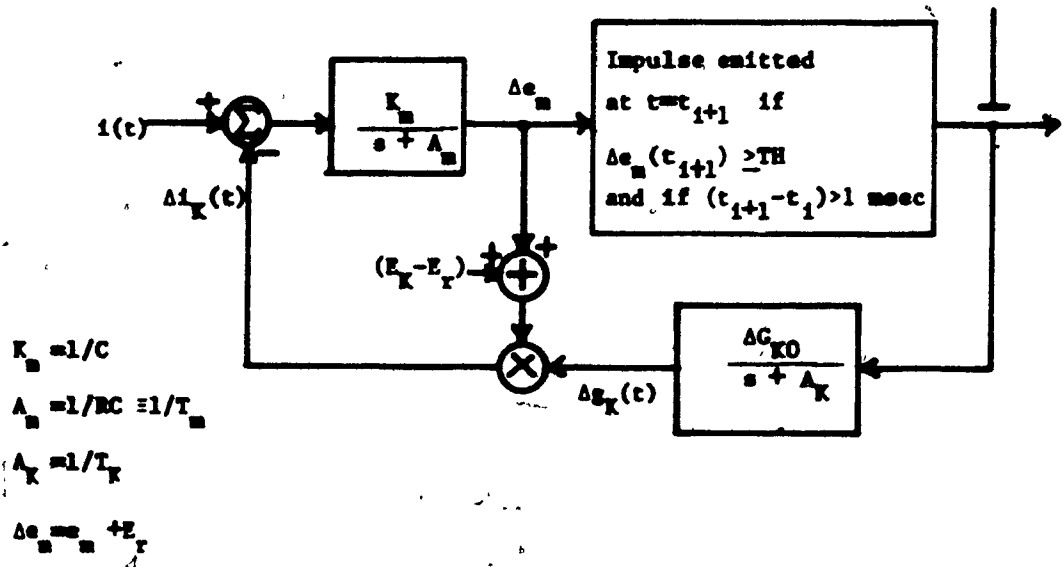 Impulse emitted
at t=t_{i+1} if
Δe_m(t_{i+1}) ≥TH
and if (t_{i+1}-t_i)>1 msec
Δe_m
K_m
s + A_m
+
i(t)
Σ
-
Δi_K(t)
+
+
(E_K-E_r)
+
ΔG_{KO}
s + A_K
×
Δg_K(t)
K_m =1/C
A_m =1/RC ≡1/T_m
A_K =1/T_K
Δe_m=e_m +E_r